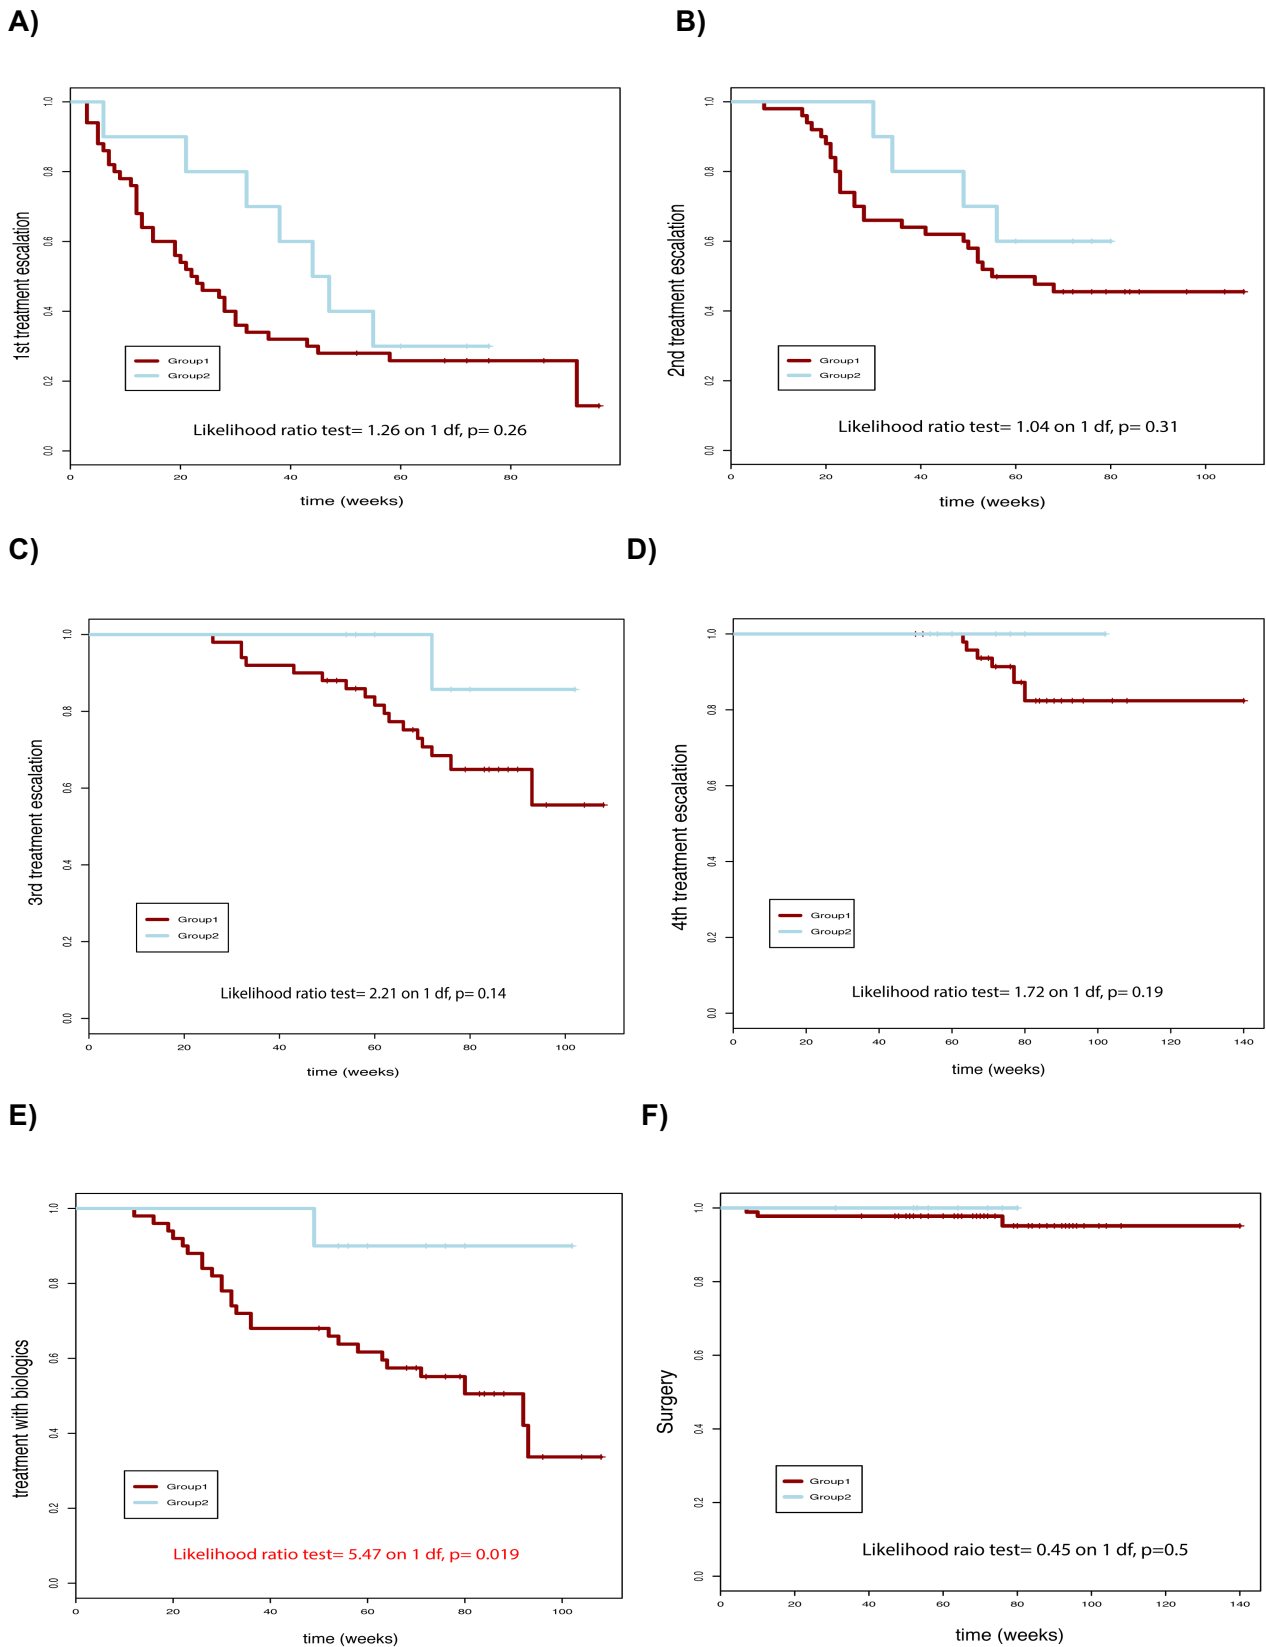 A)
1st treatment escalation
1.0
0.8
0.6
0.4
0.2
0.0
Group1
Group2
Likelihood ratio test= 1.26 on 1 df, p= 0.26
0 20 40 60 80
time (weeks)
B)
2nd treatment escalation
1.0
0.8
0.6
0.4
0.2
0.0
Group1
Group2
Likelihood ratio test= 1.04 on 1 df, p= 0.31
0 20 40 60 80 100
time (weeks)
C)
3rd treatment escalation
1.0
0.8
0.6
0.4
0.2
0.0
Group1
Group2
Likelihood ratio test= 2.21 on 1 df, p= 0.14
0 20 40 60 80 100
time (weeks)
D)
4th treatment escalation
1.0
0.8
0.6
0.4
0.2
0.0
Group1
Group2
Likelihood ratio test= 1.72 on 1 df, p= 0.19
0 20 40 60 80 100 120 140
time (weeks)
E)
treatment with biologics
1.0
0.8
0.6
0.4
0.2
0.0
Group1
Group2
Likelihood ratio test= 5.47 on 1 df, p= 0.019
0 20 40 60 80 100
time (weeks)
F)
Surgery
1.0
0.8
0.6
0.4
0.2
0.0
Group1
Group2
Likelihood raio test= 0.45 on 1 df, p=0.5
0 20 40 60 80 100 120 140
time (weeks)